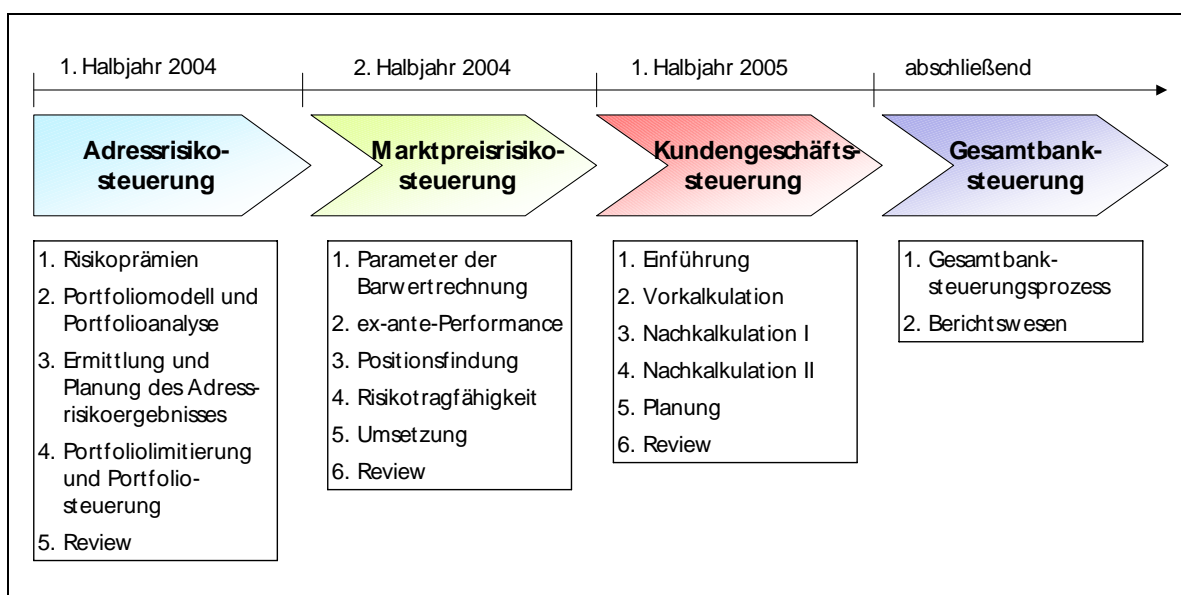 1. Halbjahr 2004
2. Halbjahr 2004
1. Halbjahr 2005
abschließend
Adressrisiko-
steuerung
Marktpreisrisiko-
steuerung
Kundengeschäfts-
steuerung
Gesamtbank-
steuerung
1. Risikoprämien
2. Portfoliomodell und
Portfolioanalyse
3. Ermittlung und
Planung des Adress-
risikoergebnisses
4. Portfoliolimitierung
und Portfolio-
steuerung
5. Review
1. Parameter der
Barwertrechnung
2. ex-ante-Performance
3. Positionsfindung
4. Risikotragfähigkeit
5. Umsetzung
6. Review
1. Einführung
2. Vorkalkulation
3. Nachkalkulation I
4. Nachkalkulation II
5. Planung
6. Review
1. Gesamtbank-
steuerungsprozess
2. Berichtswesen